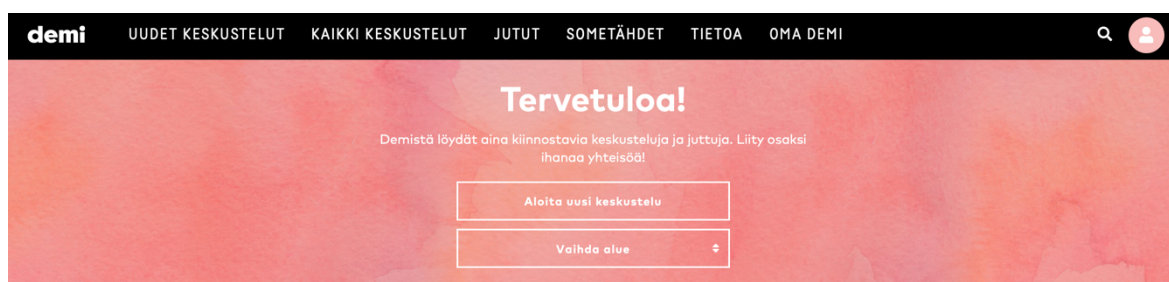 demi UUDET KESKUSTELUT KAIKKI KESKUSTELUT JUTUT SOMETÄHDET TIETOA OMA DEMI
Tervetuloa!
Demistä löydät aina kiinnostavia keskusteluja ja juttuja. Liity osaksi
ihanaa yhteisöä!
Aloita uusi keskustelu
Vaihda alue